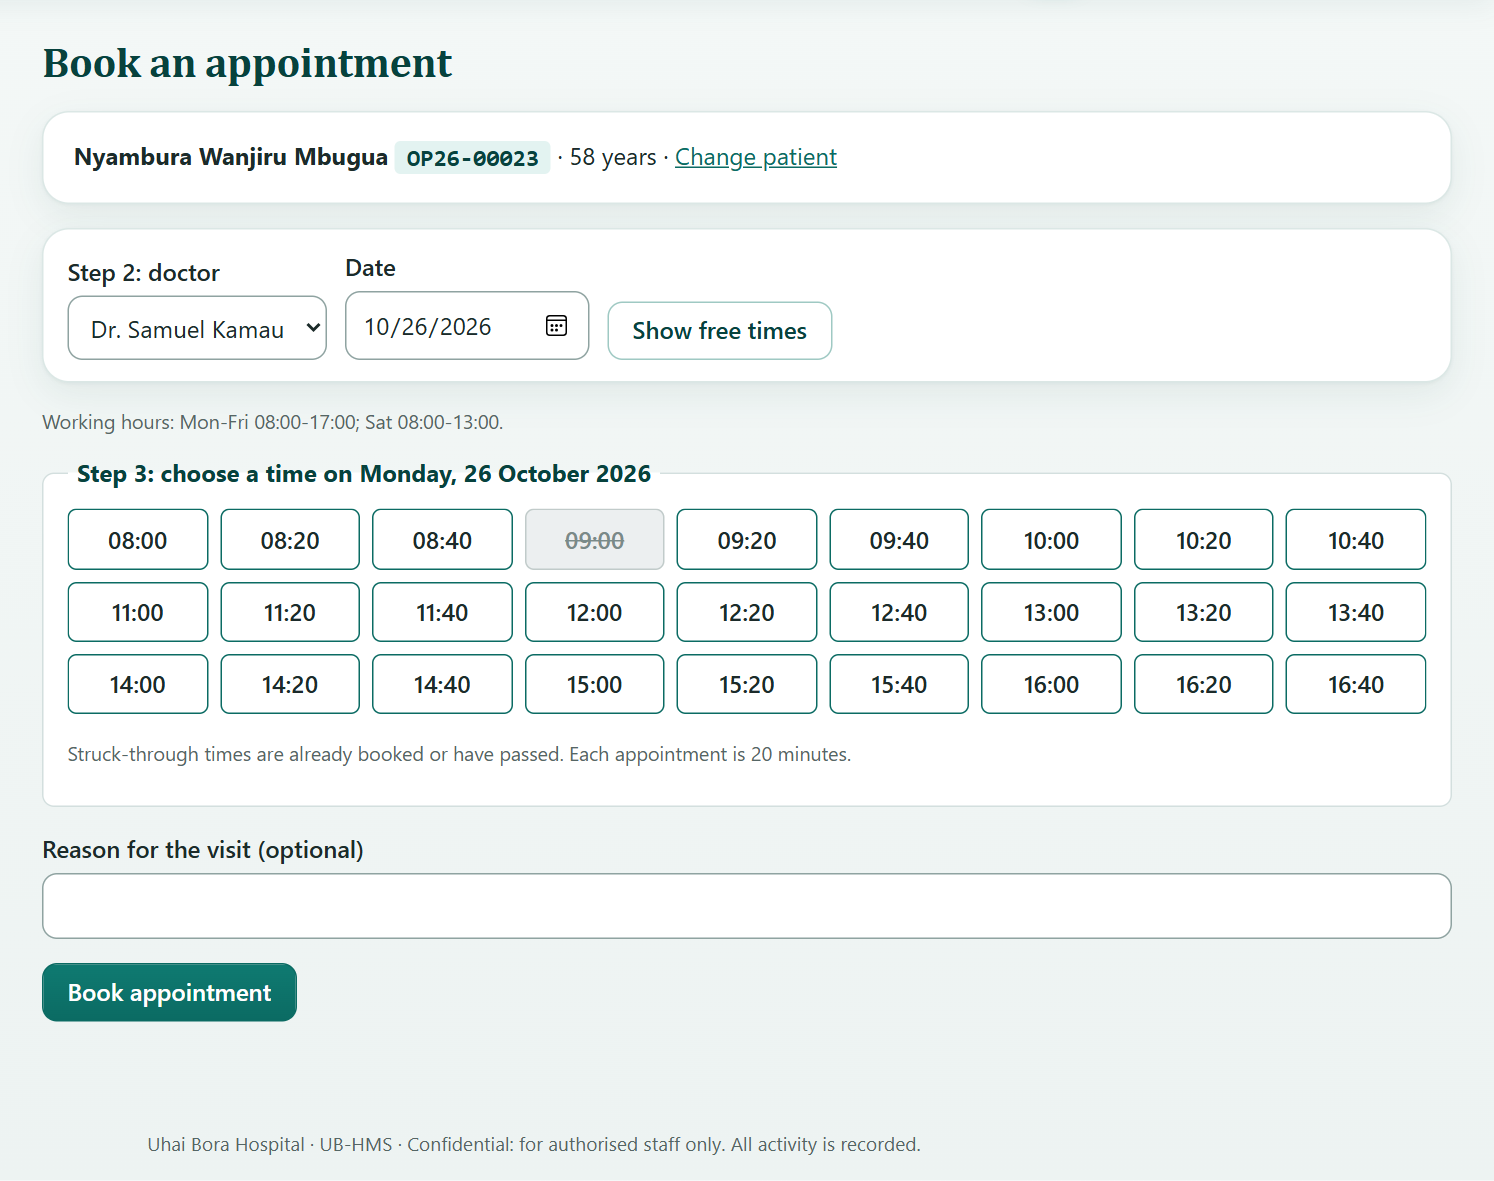 Book an appointment
Nyambura Wanjiru Mbugua OP26-00023 · 58 years · Change patient
Step 2: doctor
Date
Dr. Samuel Kamau
10/26/2026
Show free times
Working hours: Mon-Fri 08:00-17:00; Sat 08:00-13:00.
Step 3: choose a time on Monday, 26 October 2026
08:00 08:20 08:40 09:00 09:20 09:40 10:00 10:20 10:40
11:00 11:20 11:40 12:00 12:20 12:40 13:00 13:20 13:40
14:00 14:20 14:40 15:00 15:20 15:40 16:00 16:20 16:40
Struck-through times are already booked or have passed. Each appointment is 20 minutes.
Reason for the visit (optional)
Book appointment
Uhai Bora Hospital · UB-HMS · Confidential: for authorised staff only. All activity is recorded.